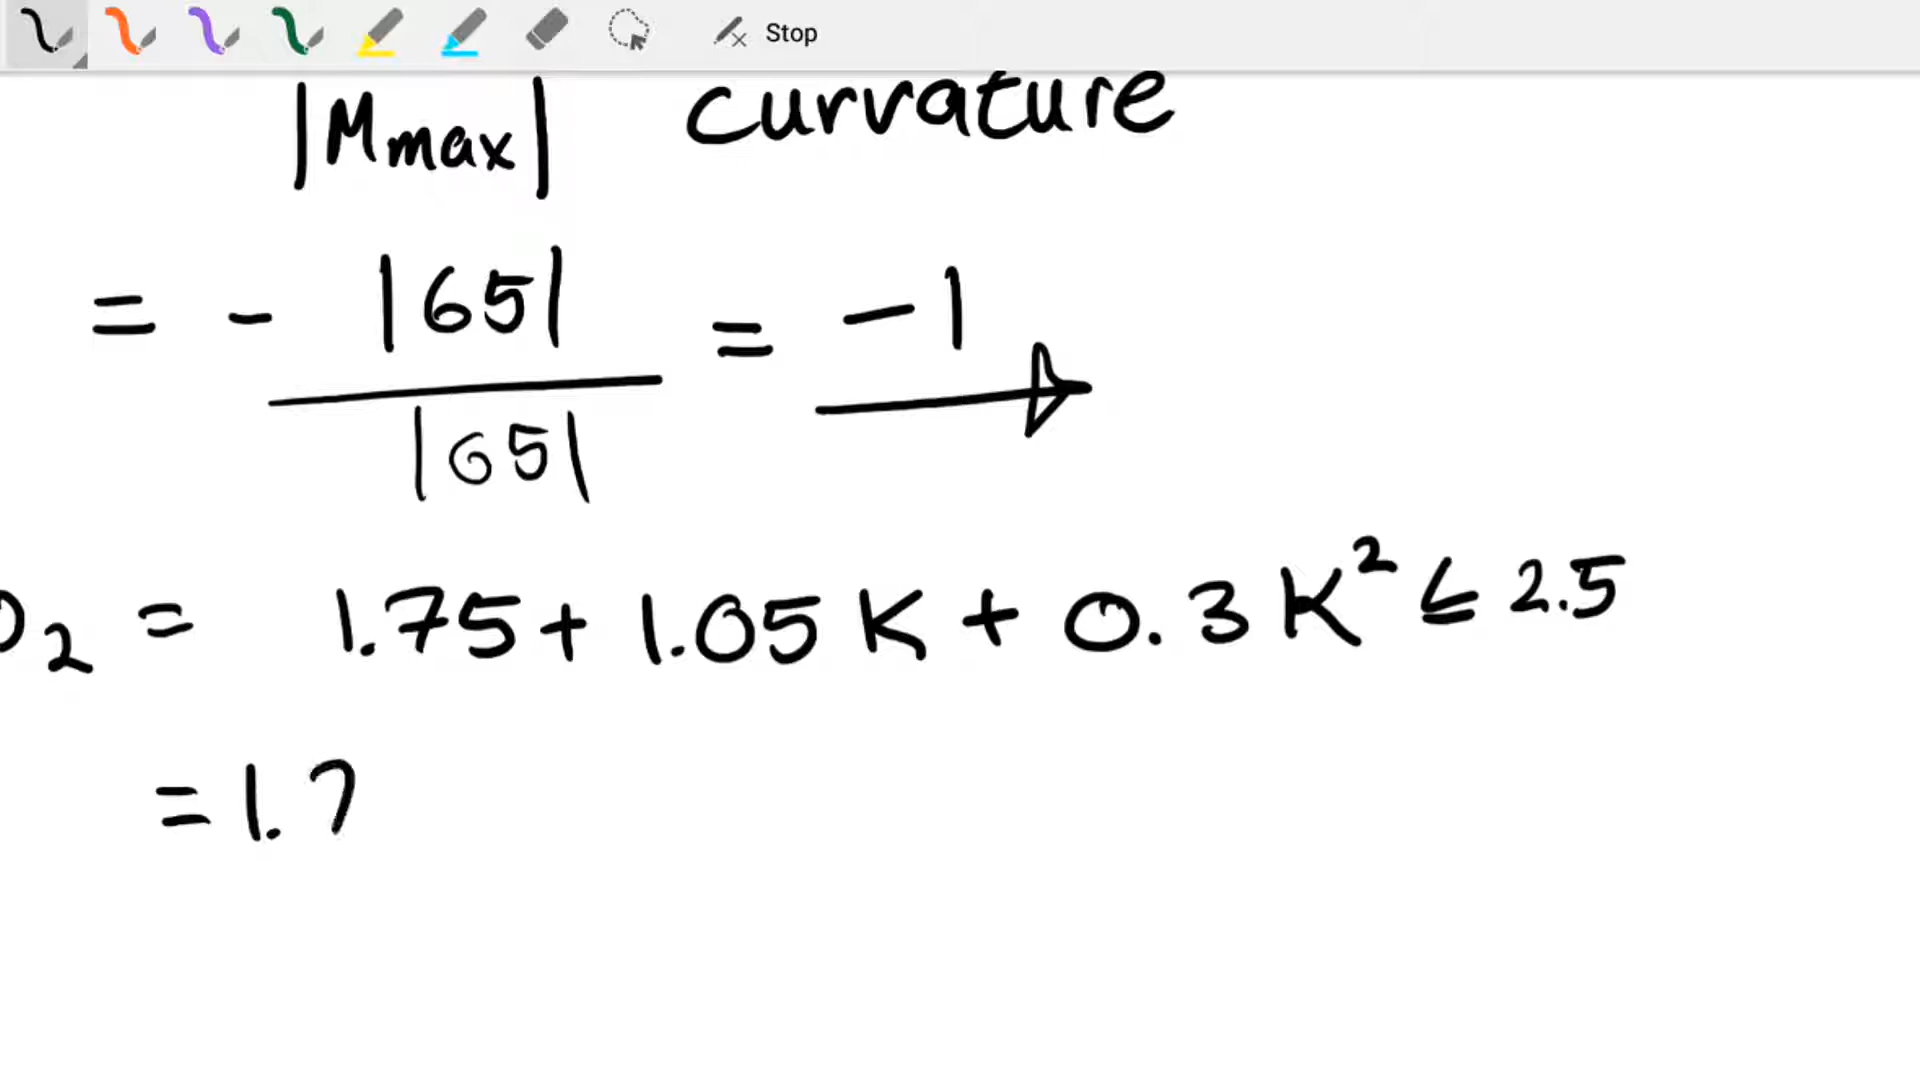 Stop
|Mmax| curvature
= - |65| = -1
|65|
2 = 1.75 + 1.05 K + 0.3 K² ≤ 2.5
= 1.7